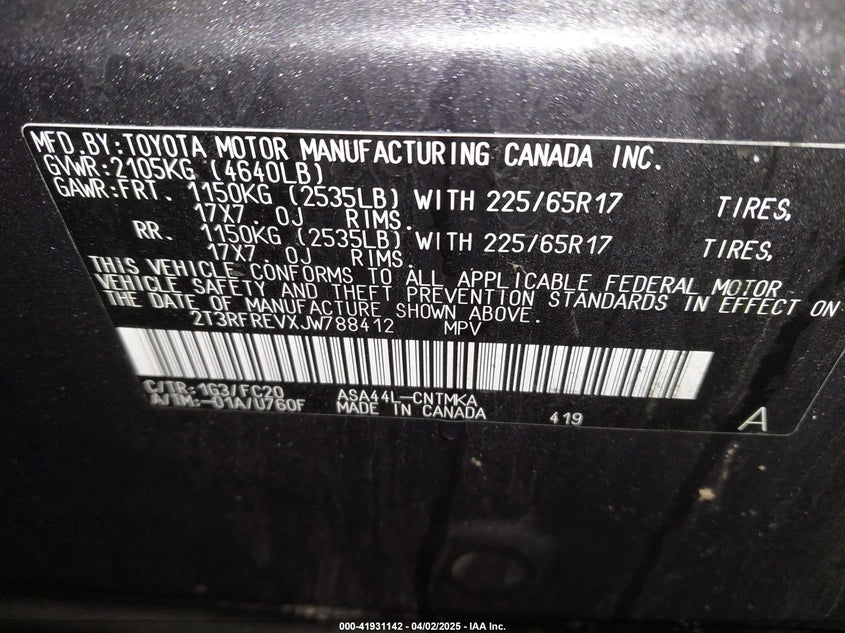 MFD.BY:TOYOTA MOTOR MANUFACTURING CANADA INC.
GVWR:2105KG (4640LB)
GAWR:FRT. 1150KG (2535LB) WITH 225/65R17 TIRES,
17X7.0J RIMS.
RR. 1150KG (2535LB) WITH 225/65R17 TIRES,
17X7.0J RIMS.
THIS VEHICLE CONFORMS TO ALL APPLICABLE FEDERAL MOTOR
VEHICLE SAFETY AND THEFT PREVENTION STANDARDS IN EFFECT ON
THE DATE OF MANUFACTURE SHOWN ABOVE.
2T3RFREVXJW788412 MPV
C/TR:1G3/FC20 ASA44L-CNTMKA
A/TM:-01A/U760F MADE IN CANADA 419 A
000-41931142 - 04/02/2025 - IAA Inc.